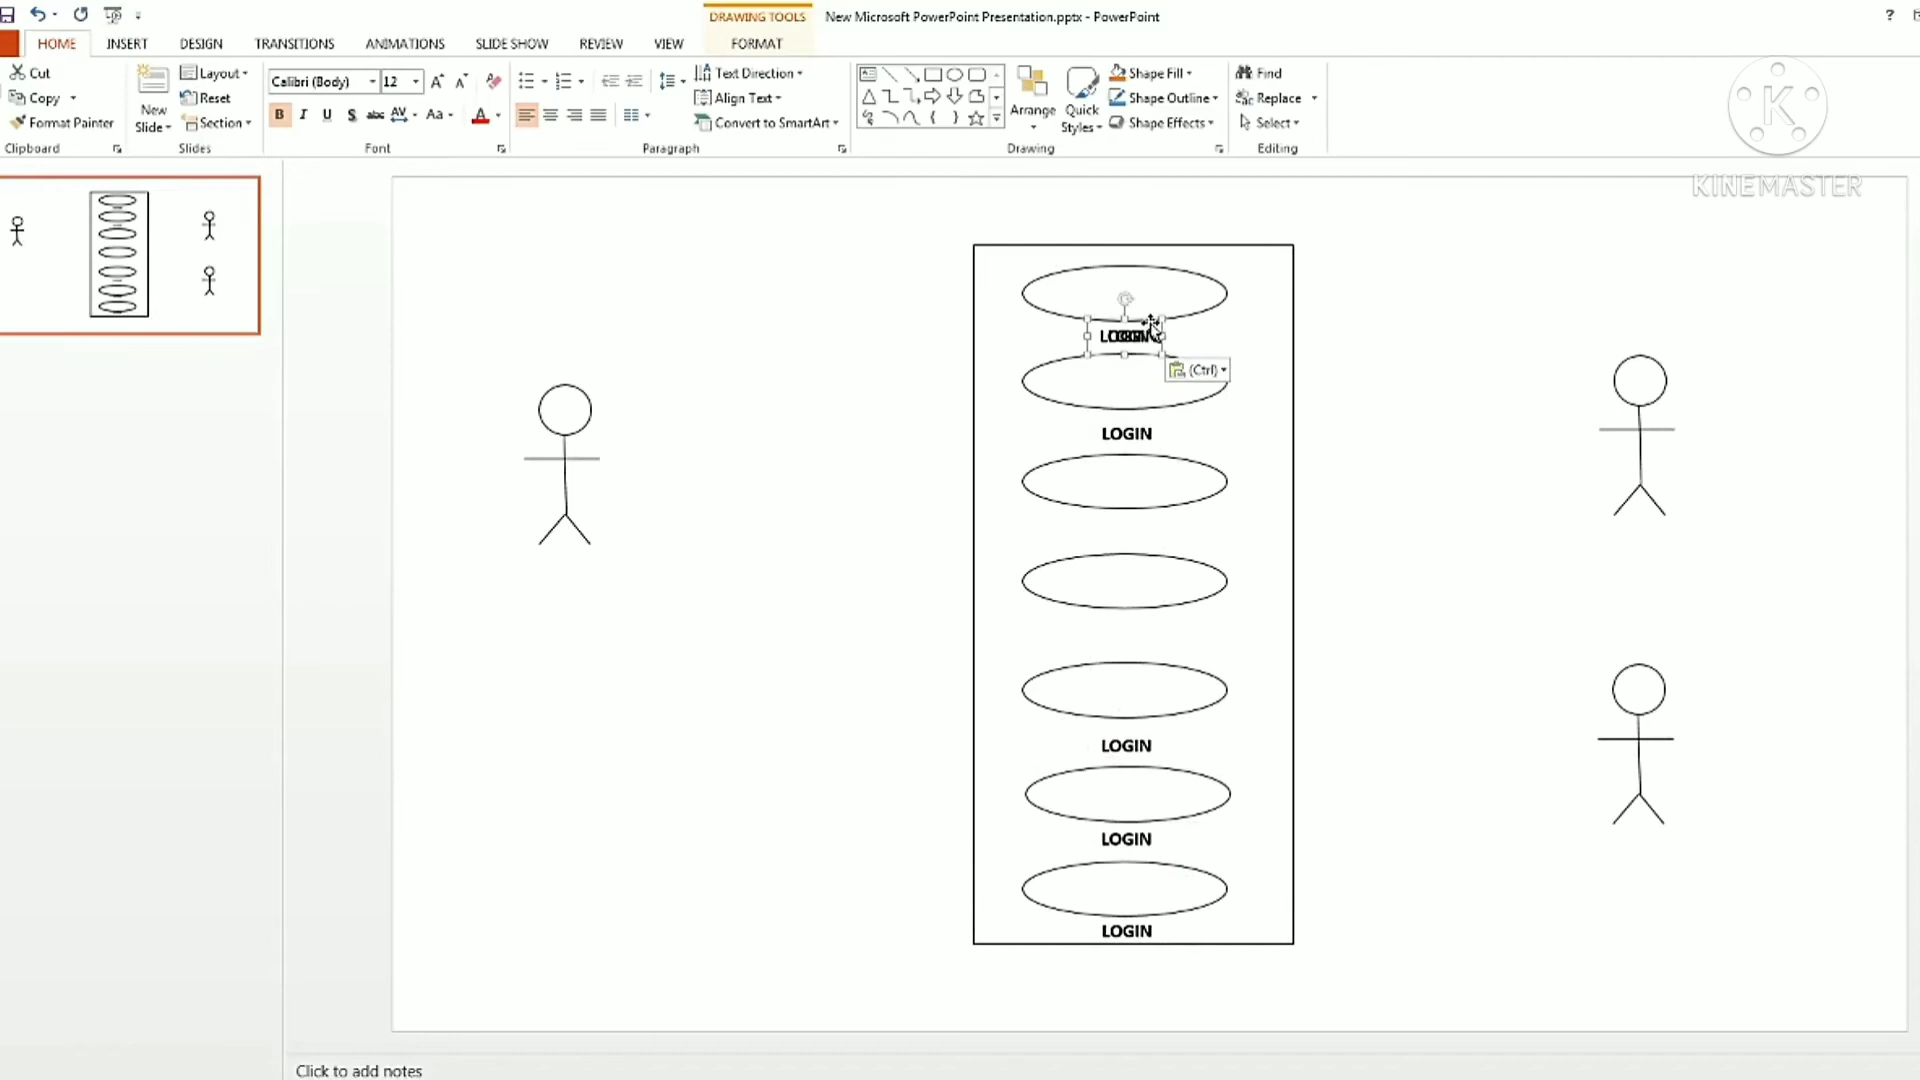 DRAWING TOOLS New Microsoft PowerPoint Presentation.pptx - PowerPoint ?
HOME INSERT DESIGN TRANSITIONS ANIMATIONS SLIDE SHOW REVIEW VIEW FORMAT
Cut
Copy
Format Painter
Clipboard
New
Slide
Layout
Reset
Section
Slides
Calibri (Body) 12
B I U S abc AV Aa A
Font
Text Direction
Align Text
Convert to SmartArt
Paragraph
Arrange
Quick
Styles
Shape Fill
Shape Outline
Shape Effects
Drawing
Find
Replace
Select
Editing
K
KINEMASTER
(Ctrl)
LOGIN
LOGIN
LOGIN
LOGIN
Click to add notes